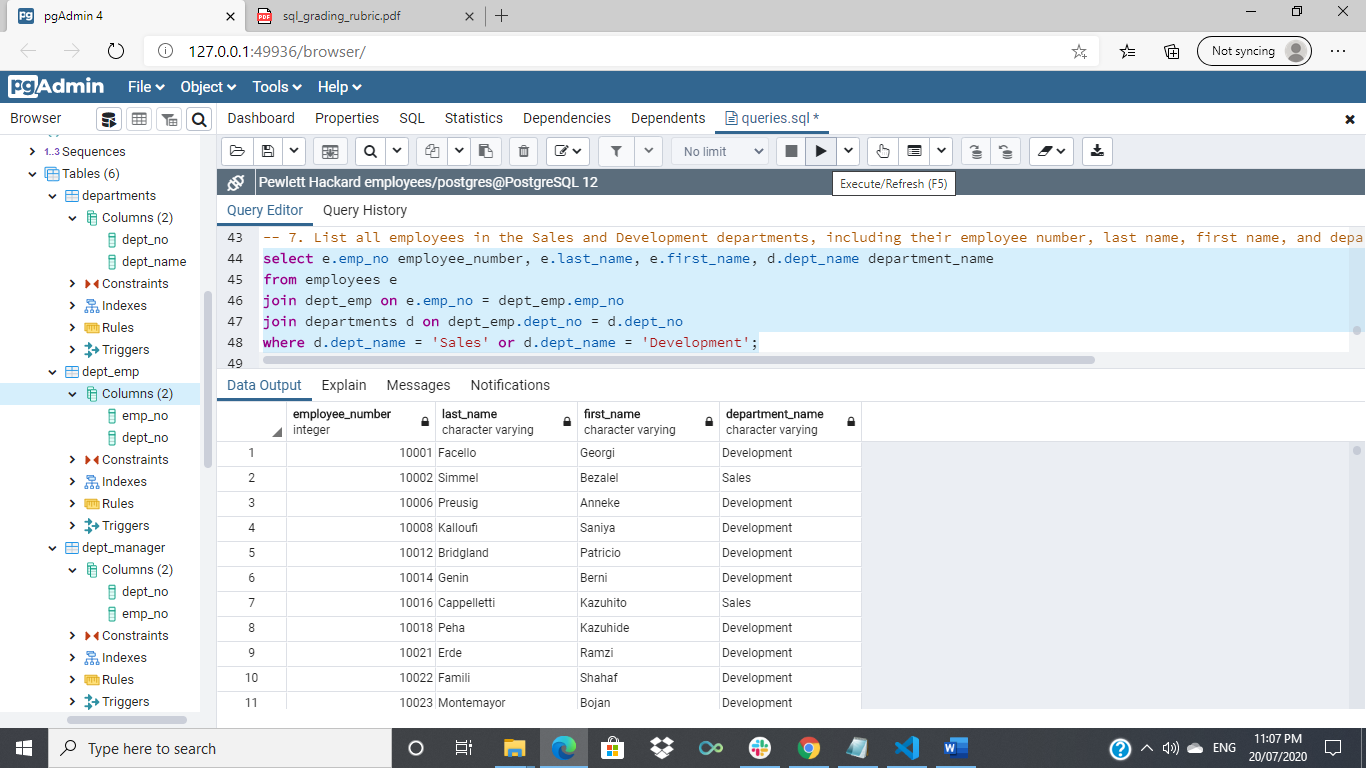 pgAdmin 4
sql_grading_rubric.pdf
127.0.0.1:49936/browser/
Not syncing
pgAdmin File Object Tools Help
Browser
Dashboard Properties SQL Statistics Dependencies Dependents queries.sql *
No limit
Execute/Refresh (F5)
Pewlett Hackard employees/postgres@PostgreSQL 12
Query Editor Query History
1..3 Sequences
Tables (6)
departments
Columns (2)
dept_no
dept_name
Constraints
Indexes
Rules
Triggers
dept_emp
Columns (2)
emp_no
dept_no
Constraints
Indexes
Rules
Triggers
dept_manager
Columns (2)
dept_no
emp_no
Constraints
Indexes
Rules
Triggers
43 -- 7. List all employees in the Sales and Development departments, including their employee number, last name, first name, and depa
44 select e.emp_no employee_number, e.last_name, e.first_name, d.dept_name department_name
45 from employees e
46 join dept_emp on e.emp_no = dept_emp.emp_no
47 join departments d on dept_emp.dept_no = d.dept_no
48 where d.dept_name = 'Sales' or d.dept_name = 'Development';
49
Data Output Explain Messages Notifications
employee_number last_name first_name department_name
integer character varying character varying character varying
1 10001 Facello Georgi Development
2 10002 Simmel Bezalel Sales
3 10006 Preusig Anneke Development
4 10008 Kalloufi Saniya Development
5 10012 Bridgland Patricio Development
6 10014 Genin Berni Development
7 10016 Cappelletti Kazuhito Sales
8 10018 Peha Kazuhide Development
9 10021 Erde Ramzi Development
10 10022 Famili Shahaf Development
11 10023 Montemayor Bojan Development
Type here to search
ENG
11:07 PM
20/07/2020